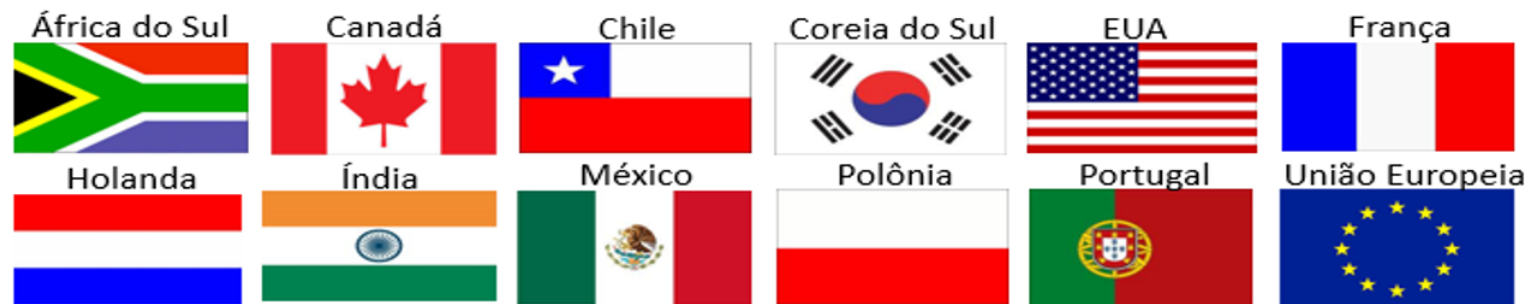 África do Sul Canadá Chile Coreia do Sul EUA França
Holanda Índia México Polônia Portugal União Europeia